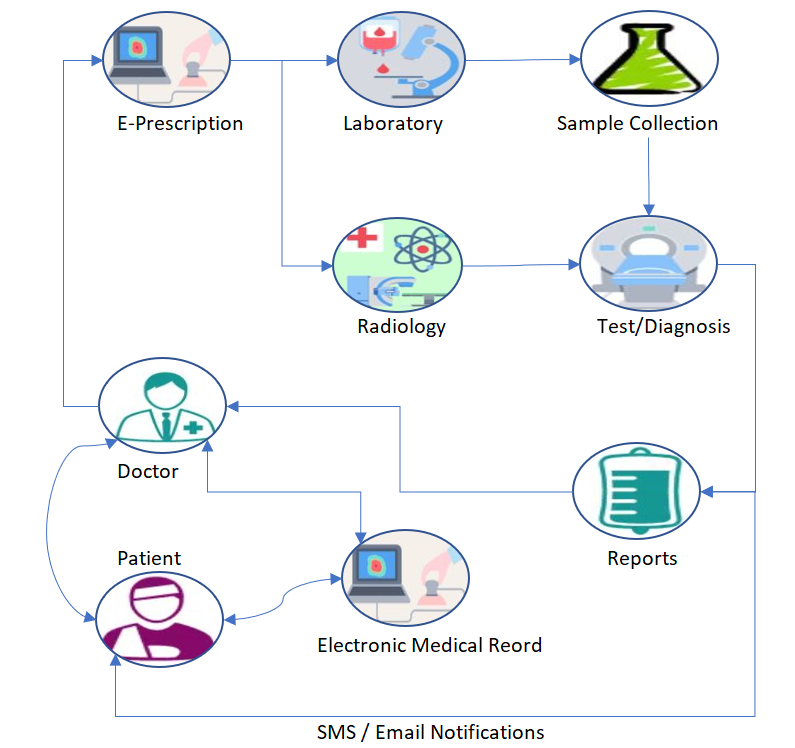 E-Prescription
Laboratory
Sample Collection
Radiology
Test/Diagnosis
Doctor
Patient
Reports
Electronic Medical Reord
SMS / Email Notifications